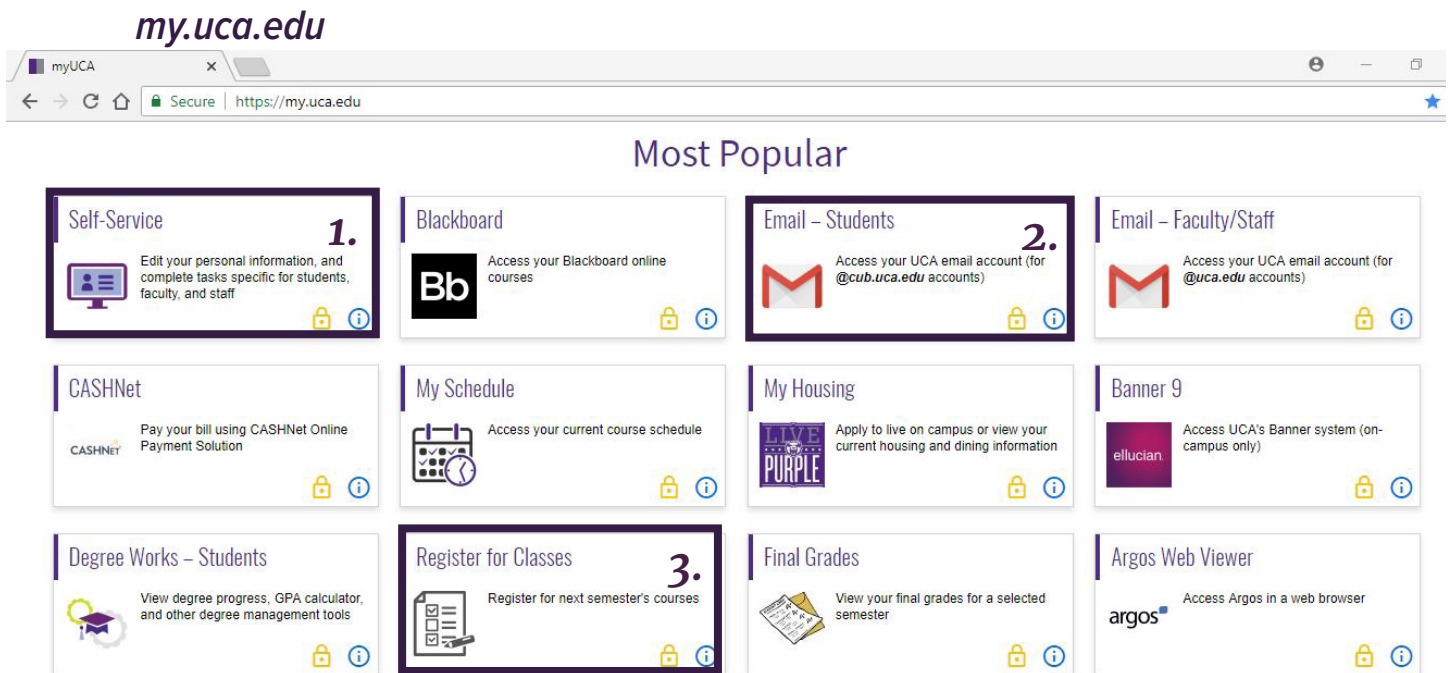 my.uca.edu
myUCA
Secure | https://my.uca.edu
Most Popular
Self-Service
1.
Edit your personal information, and
complete tasks specific for students,
faculty, and staff
Blackboard
Bb
Access your Blackboard online
courses
Email – Students
2.
Access your UCA email account (for
@cub.uca.edu accounts)
Email – Faculty/Staff
Access your UCA email account (for
@uca.edu accounts)
CASHNet
CASHNET
Pay your bill using CASHNet Online
Payment Solution
My Schedule
Access your current course schedule
My Housing
LIVE
PURPLE
Apply to live on campus or view your
current housing and dining information
Banner 9
ellucian.
Access UCA's Banner system (on-
campus only)
Degree Works – Students
View degree progress, GPA calculator,
and other degree management tools
Register for Classes
3.
Register for next semester's courses
Final Grades
View your final grades for a selected
semester
Argos Web Viewer
argos
Access Argos in a web browser